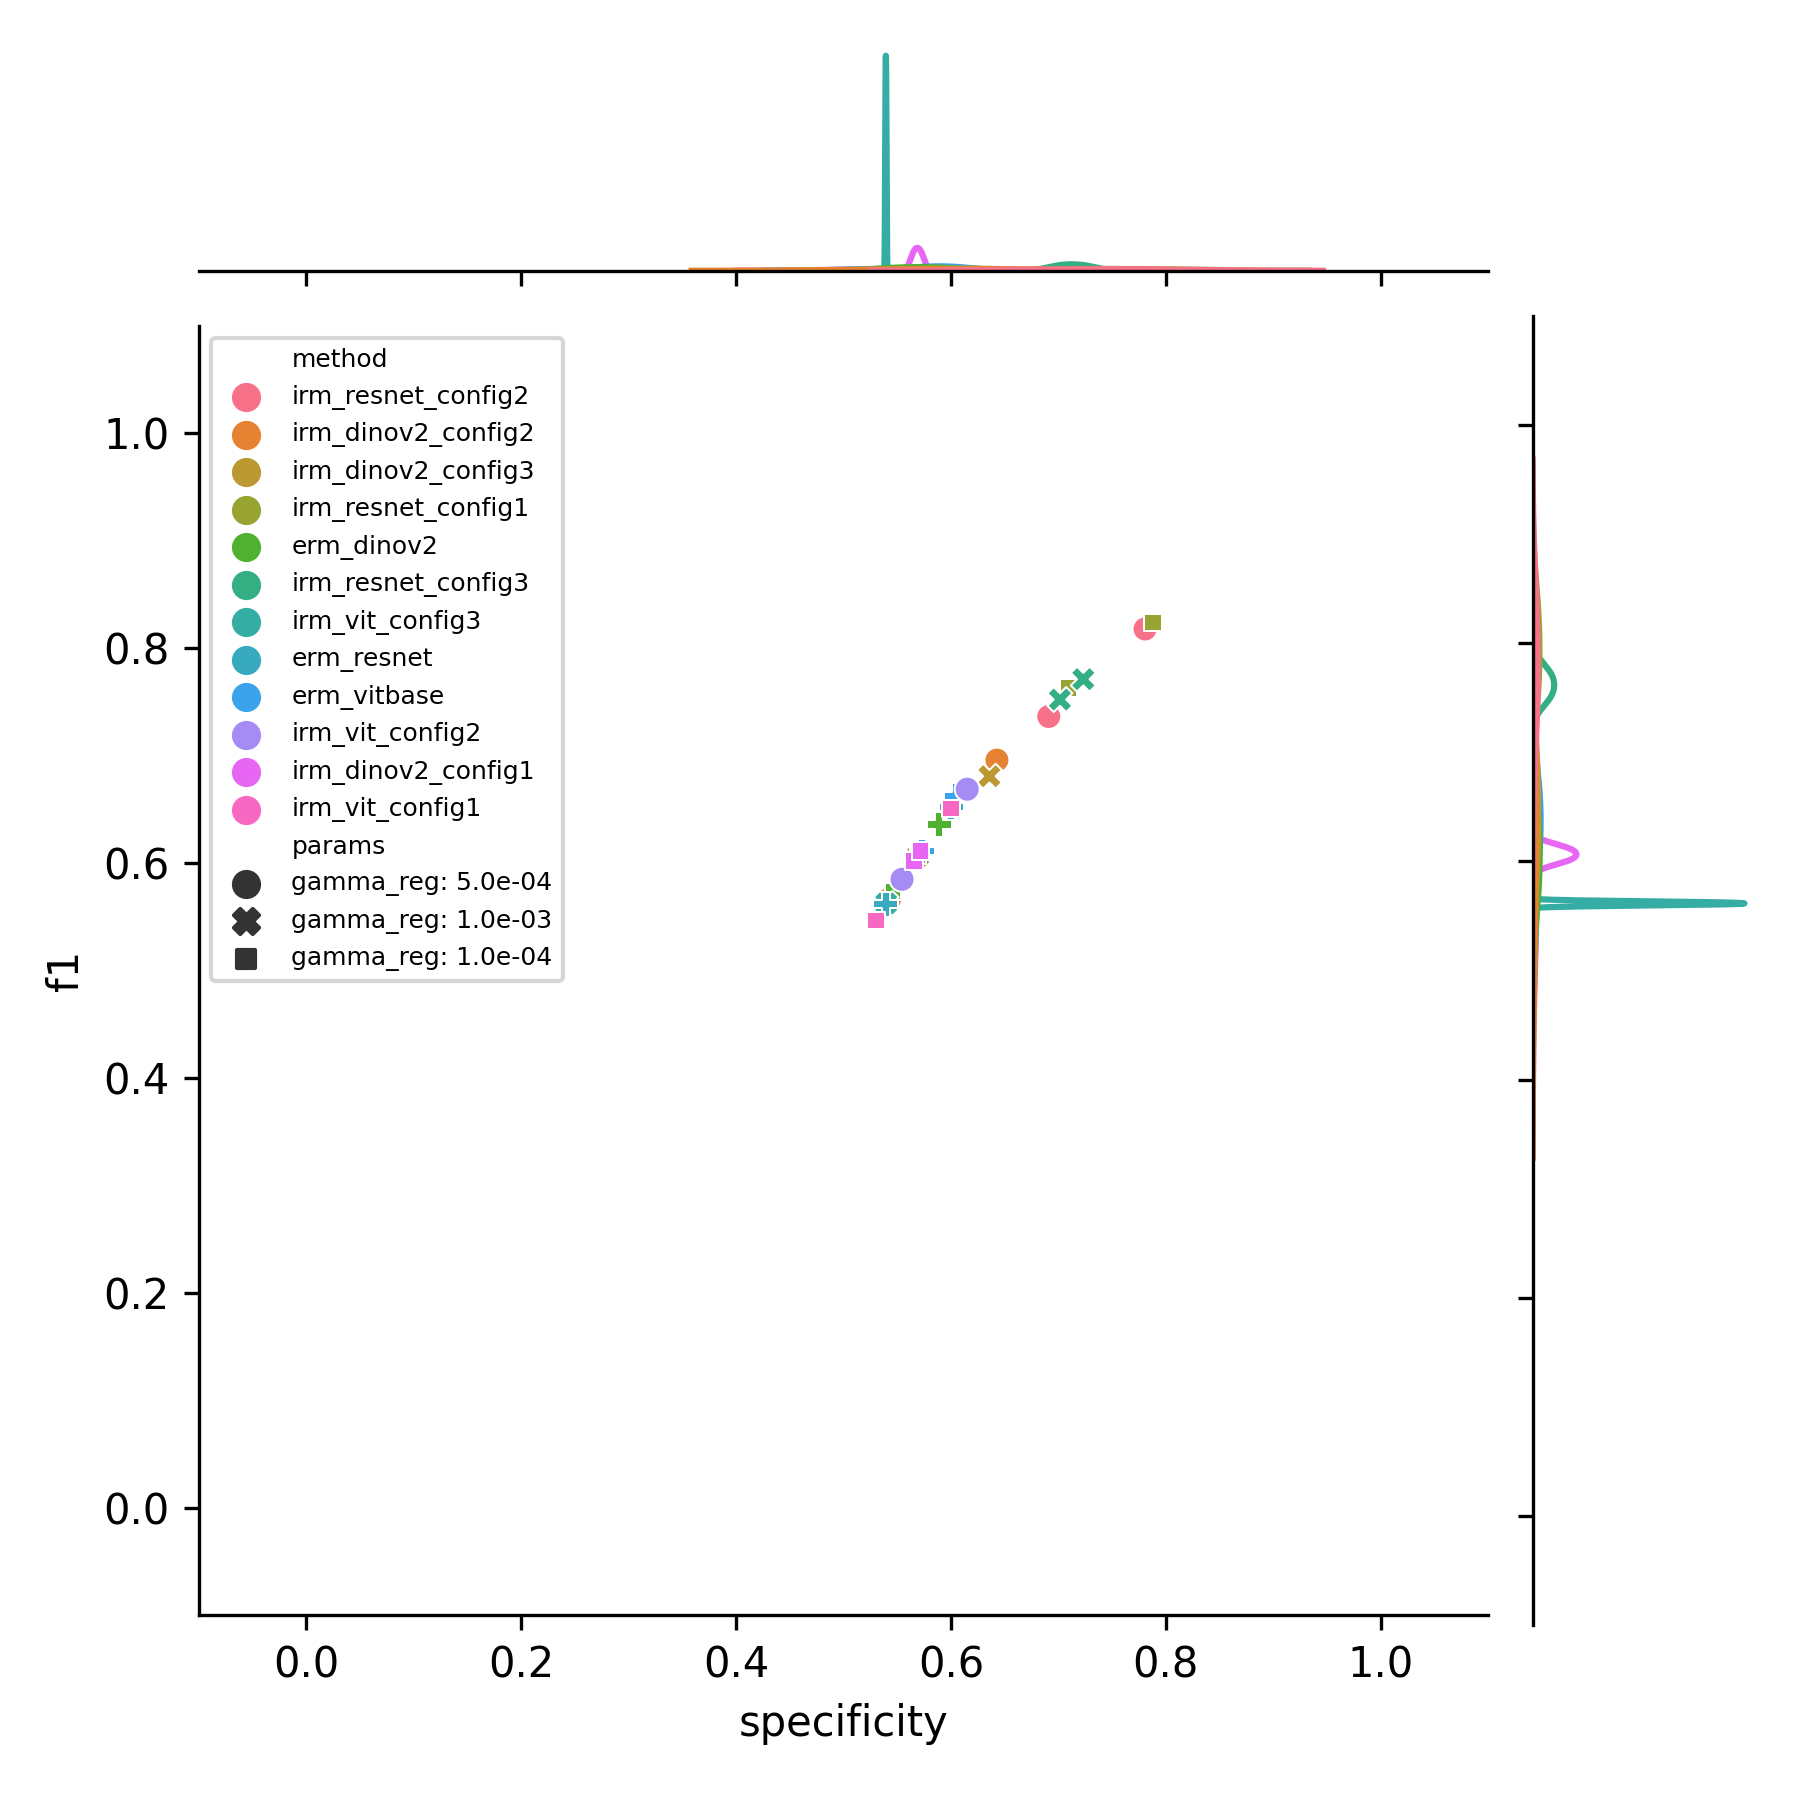 method
irm_resnet_config2
irm_dinov2_config2
irm_dinov2_config3
irm_resnet_config1
erm_dinov2
irm_resnet_config3
irm_vit_config3
erm_resnet
erm_vitbase
irm_vit_config2
irm_dinov2_config1
irm_vit_config1
params
gamma_reg: 5.0e-04
gamma_reg: 1.0e-03
gamma_reg: 1.0e-04
f1
1.0
0.8
0.6
0.4
0.2
0.0
0.0 0.2 0.4 0.6 0.8 1.0
specificity